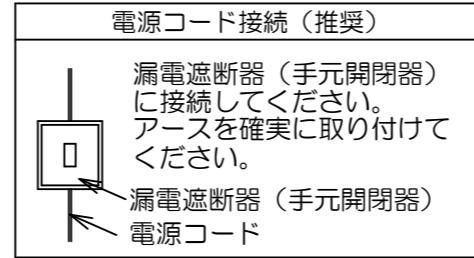 電源コード接続（推奨）
漏電遮断器（手元開閉器）
に接続してください。
アースを確実に取り付けて
ください。
漏電遮断器（手元開閉器）
電源コード